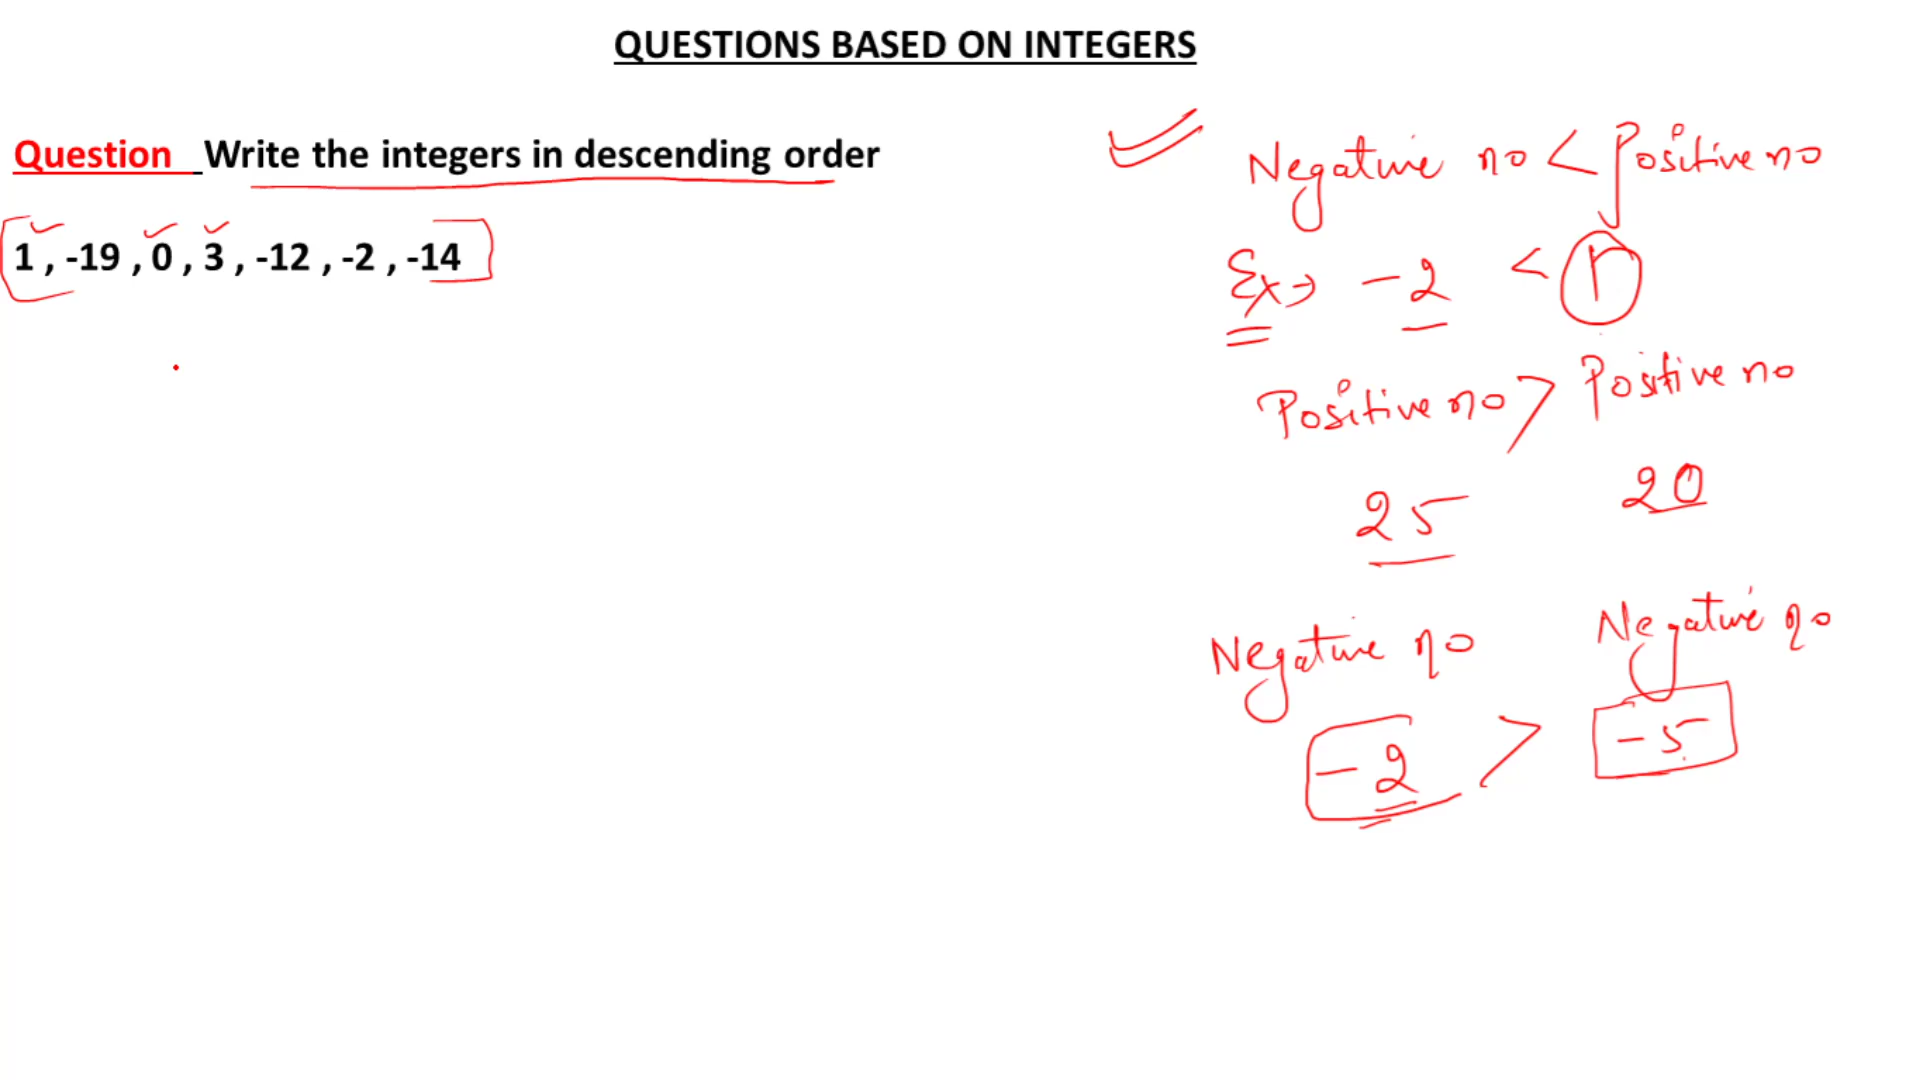 QUESTIONS BASED ON INTEGERS
Question Write the integers in descending order
1 , -19 , 0 , 3 , -12 , -2 , -14
Negative no < Positive no
Ex → -2 < 1
Positive no > Positive no
25 20
Negative no Negative no
-2 > -5